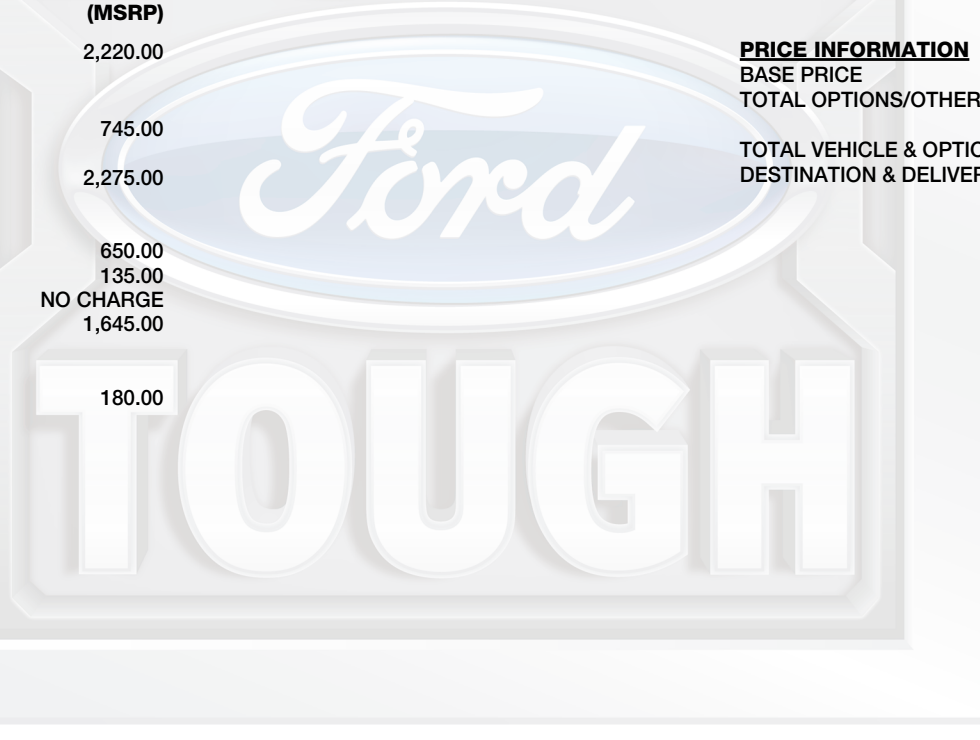 (MSRP)
2,220.00
745.00
2,275.00
650.00
135.00
NO CHARGE
1,645.00
180.00
PRICE INFORMATION
BASE PRICE
TOTAL OPTIONS/OTHER
TOTAL VEHICLE & OPTIO
DESTINATION & DELIVER
Ford
TOUGH